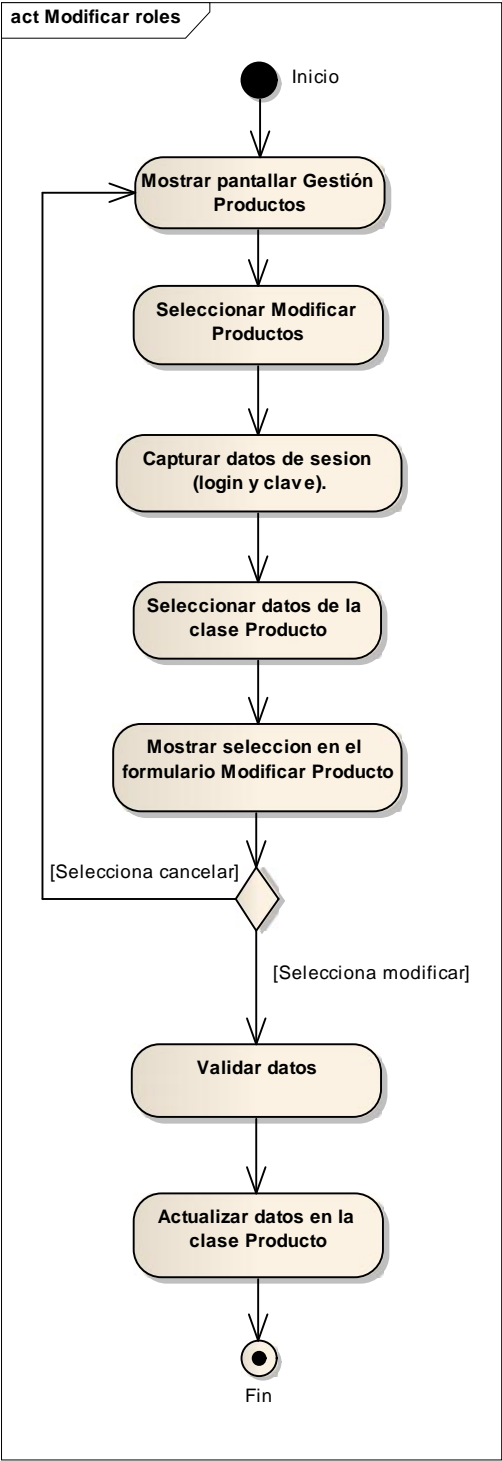 act Modificar roles
Inicio
Mostrar pantallar Gestión
Productos
Seleccionar Modificar
Productos
Capturar datos de sesion
(login y clave).
Seleccionar datos de la
clase Producto
Mostrar seleccion en el
formulario Modificar Producto
[Selecciona cancelar]
[Selecciona modificar]
Validar datos
Actualizar datos en la
clase Producto
Fin